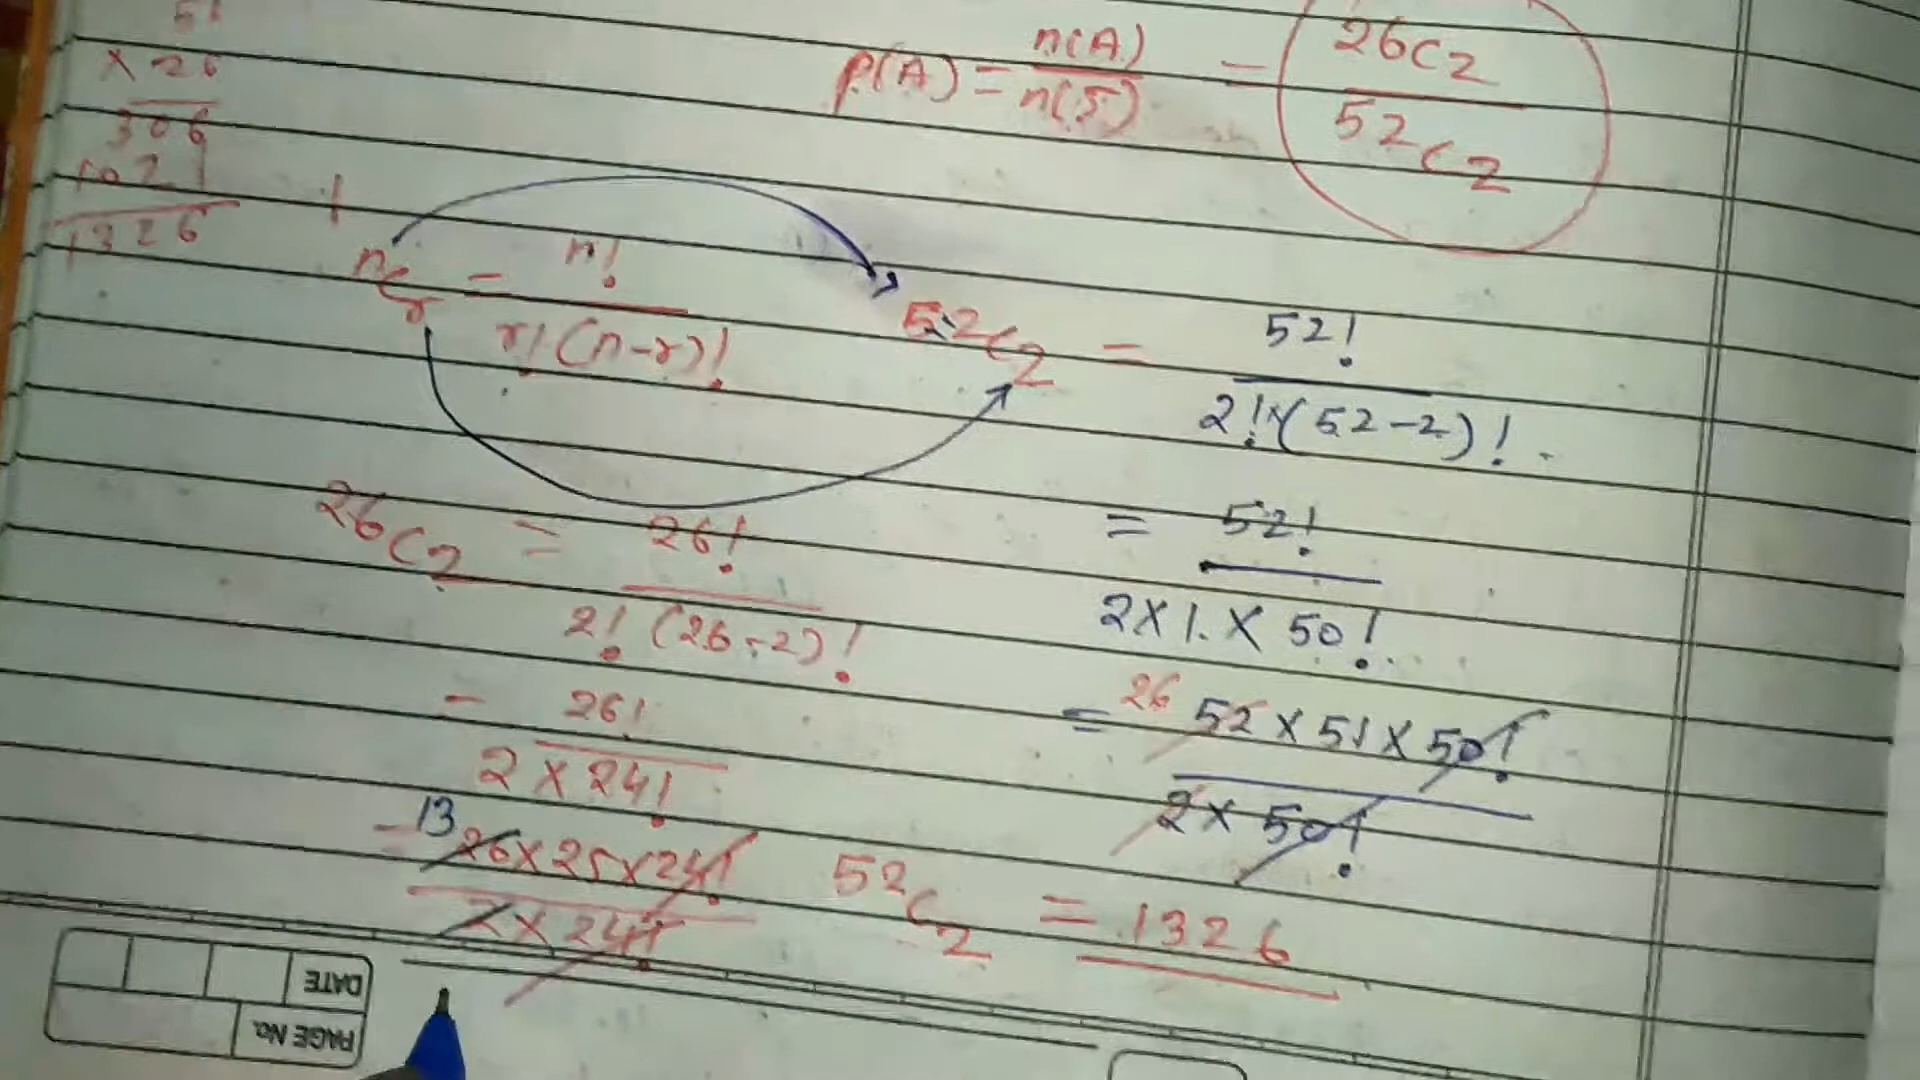 51
× 26
306
1021
1326
P(A) = n(A) / n(S) = 26C2 / 52C2
nCr = n! / r!(n-r)!
52C2 = 52! / 2!×(52-2)!
= 52! / 2×1×50!
= 26 52×51×50! / 2×50!
52C2 = 1326
26C2 = 26! / 2!(26-2)!
= 26! / 2×24!
= 13 26×25×24! / 2×24!
DATE
PAGE No.